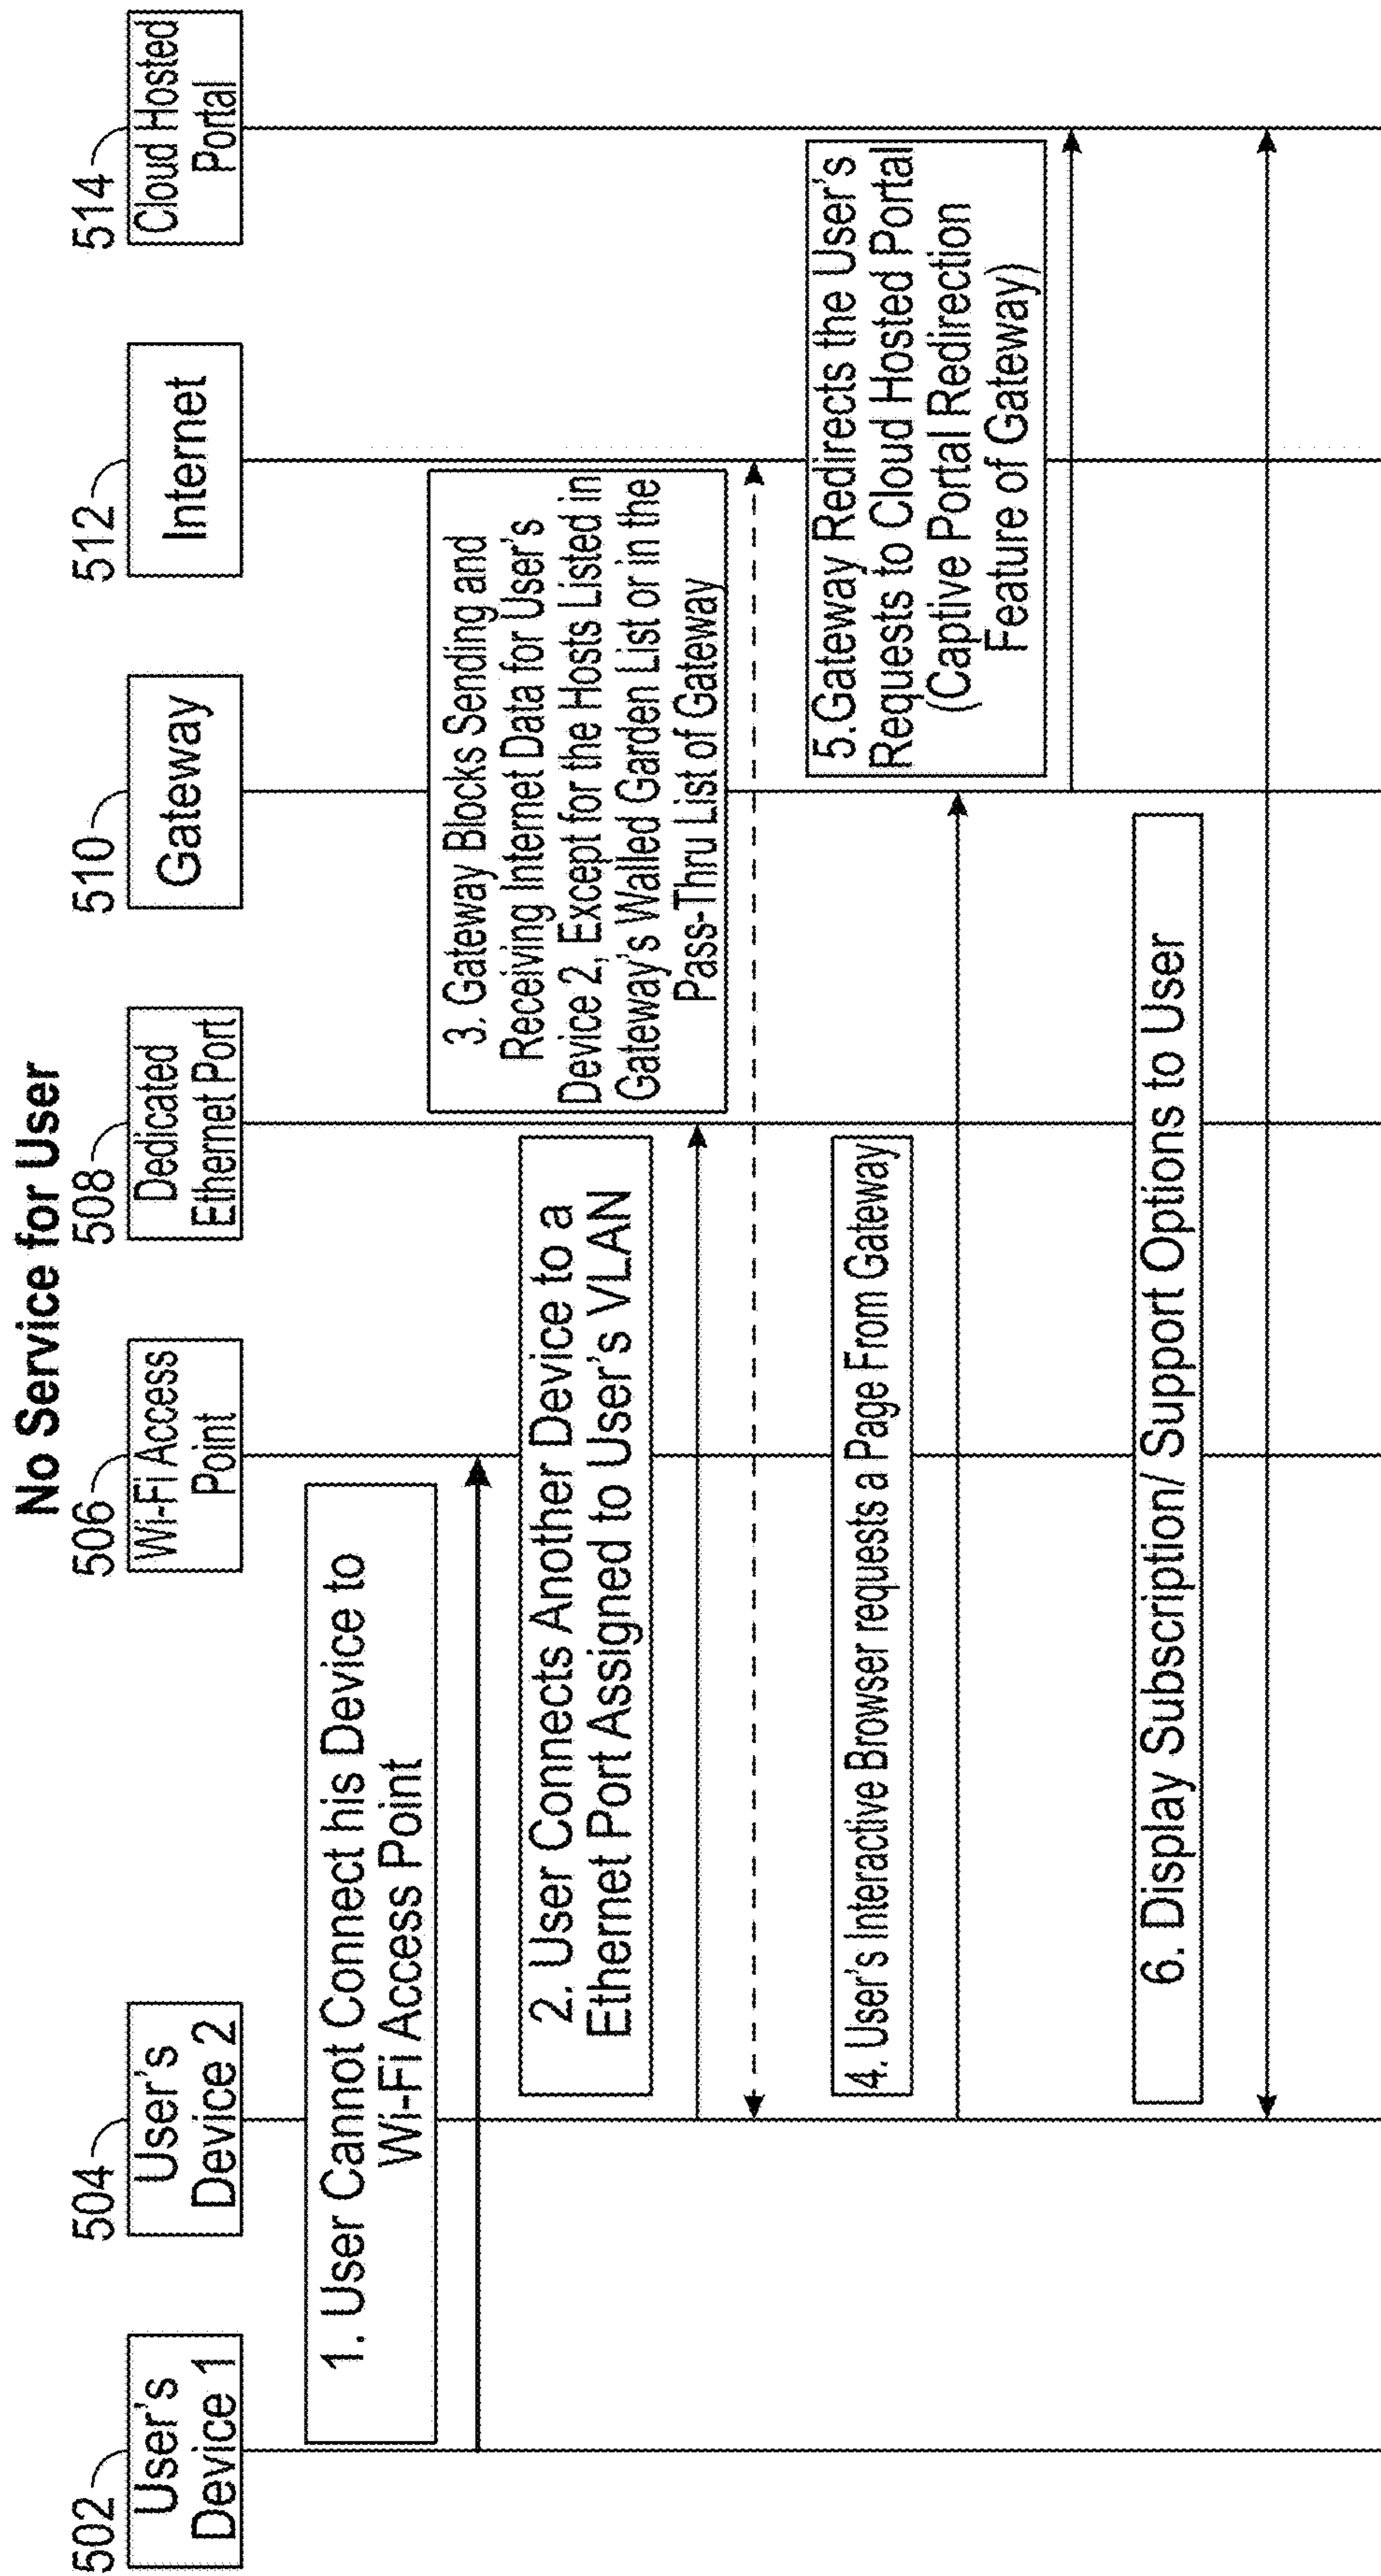 No Service for User
502
User's
Device 1
504
User's
Device 2
506
Wi-Fi Access
Point
508
Dedicated
Ethernet Port
510
Gateway
512
Internet
514
Cloud Hosted
Portal
1. User Cannot Connect his Device to
Wi-Fi Access Point
2. User Connects Another Device to a
Ethernet Port Assigned to User's VLAN
3. Gateway Blocks Sending and
Receiving Internet Data for User's
Device 2, Except for the Hosts Listed in
Gateway's Walled Garden List or in the
Pass-Thru List of Gateway
4. User's Interactive Browser requests a Page From Gateway
5.Gateway Redirects the User's
Requests to Cloud Hosted Portal
(Captive Portal Redirection
Feature of Gateway)
6. Display Subscription/ Support Options to User